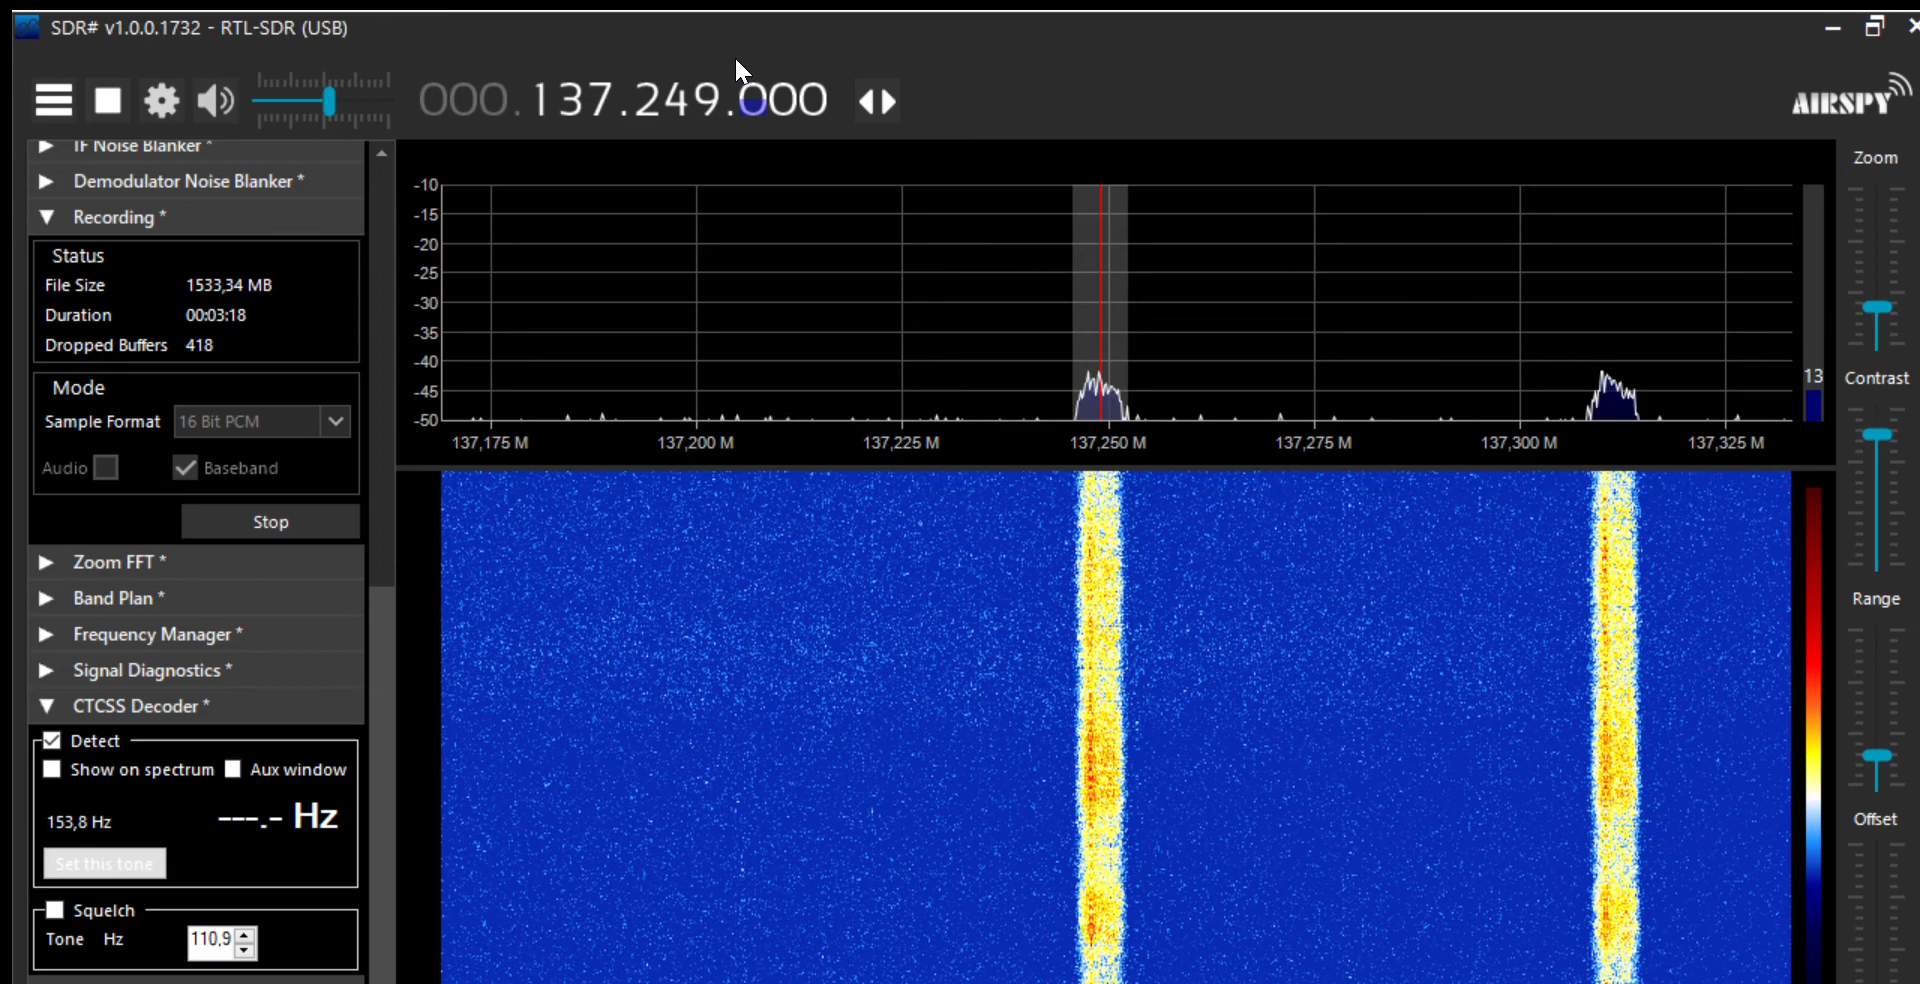 SDR# v1.0.0.1732 - RTL-SDR (USB)
000.137.249.000
AIRSPY
IF Noise Blanker *
Demodulator Noise Blanker *
Recording *
Status
File Size 1533,34 MB
Duration 00:03:18
Dropped Buffers 418
Mode
Sample Format 16 Bit PCM
Audio Baseband
Stop
Zoom FFT *
Band Plan *
Frequency Manager *
Signal Diagnostics *
CTCSS Decoder *
Detect
Show on spectrum Aux window
153,8 Hz ---.- Hz
Set this tone
Squelch
Tone Hz 110,9
-10
-15
-20
-25
-30
-35
-40
-45
-50
137,175 M 137,200 M 137,225 M 137,250 M 137,275 M 137,300 M 137,325 M
13
Zoom
Contrast
Range
Offset